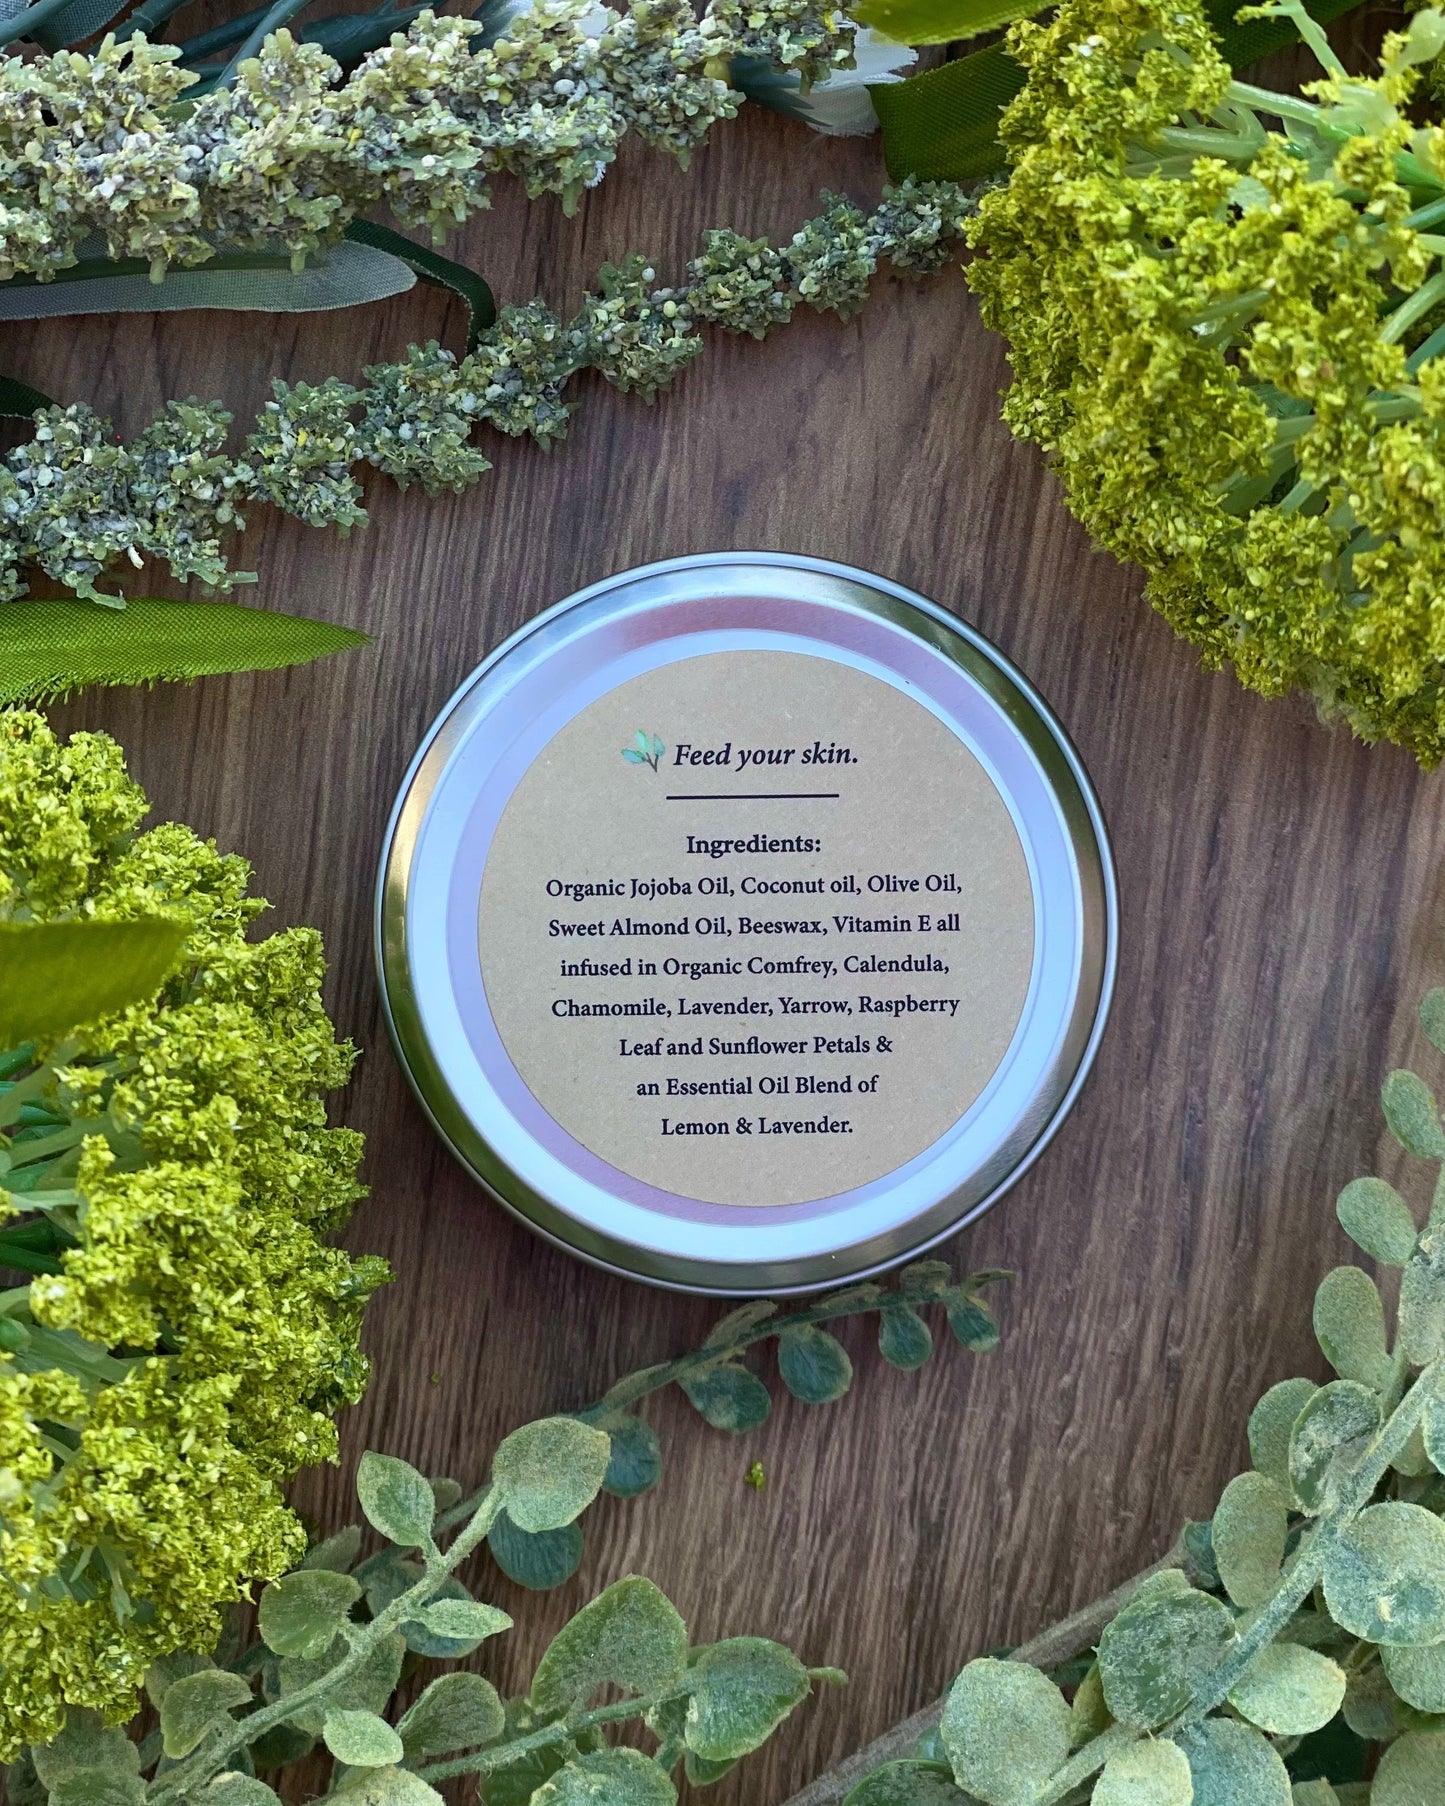 Feed your skin.
Ingredients:
Organic Jojoba Oil, Coconut oil, Olive Oil,
Sweet Almond Oil, Beeswax, Vitamin E all
infused in Organic Comfrey, Calendula,
Chamomile, Lavender, Yarrow, Raspberry
Leaf and Sunflower Petals &
an Essential Oil Blend of
Lemon & Lavender.